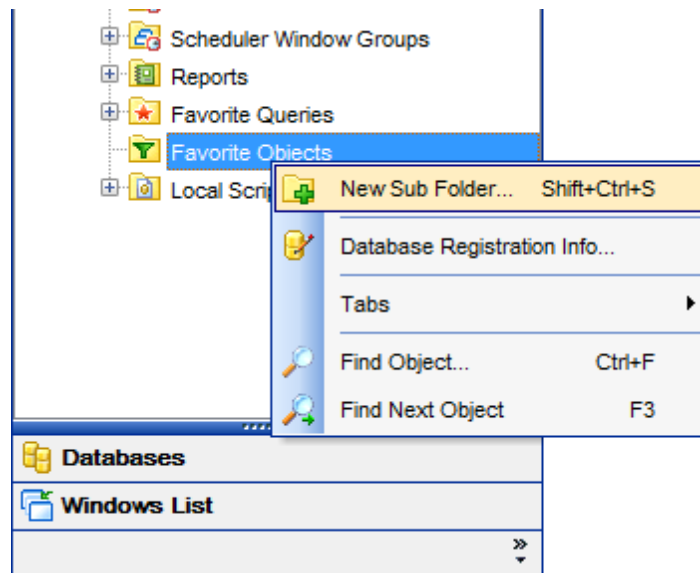 Scheduler Window Groups
Reports
Favorite Queries
Favorite Objects
Local Scrip
New Sub Folder... Shift+Ctrl+S
Database Registration Info...
Tabs
Find Object... Ctrl+F
Find Next Object F3
Databases
Windows List